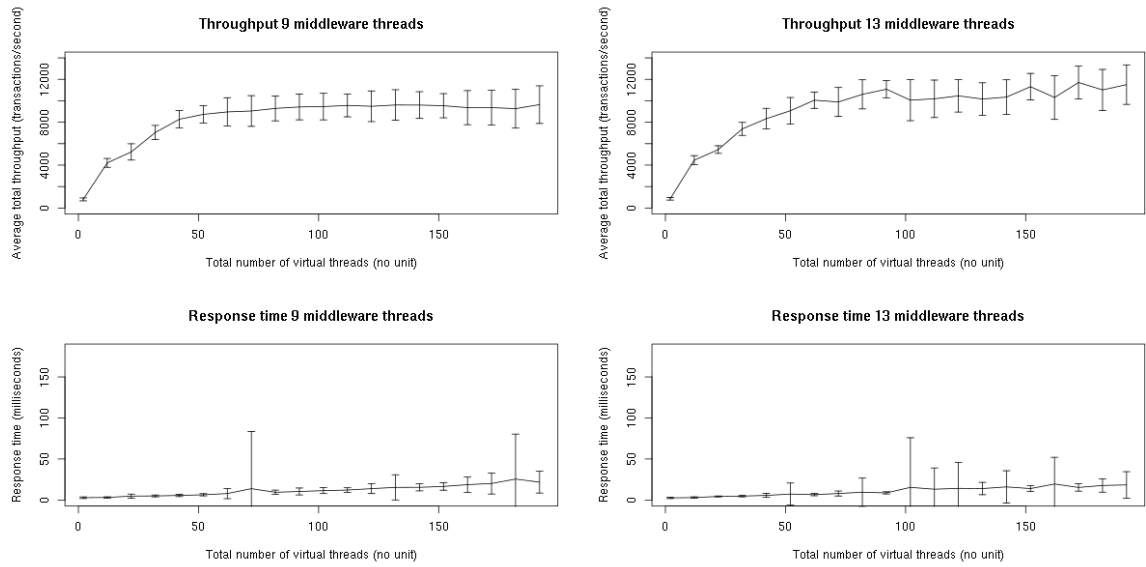 Throughput 9 middleware threads
Average total throughput (transactions/second)
12000
8000
4000
0
0 50 100 150
Total number of virtual threads (no unit)
Throughput 13 middleware threads
Average total throughput (transactions/second)
12000
8000
4000
0
0 50 100 150
Total number of virtual threads (no unit)
Response time 9 middleware threads
Response time (milliseconds)
150
100
50
0
0 50 100 150
Total number of virtual threads (no unit)
Response time 13 middleware threads
Response time (milliseconds)
150
100
50
0
0 50 100 150
Total number of virtual threads (no unit)